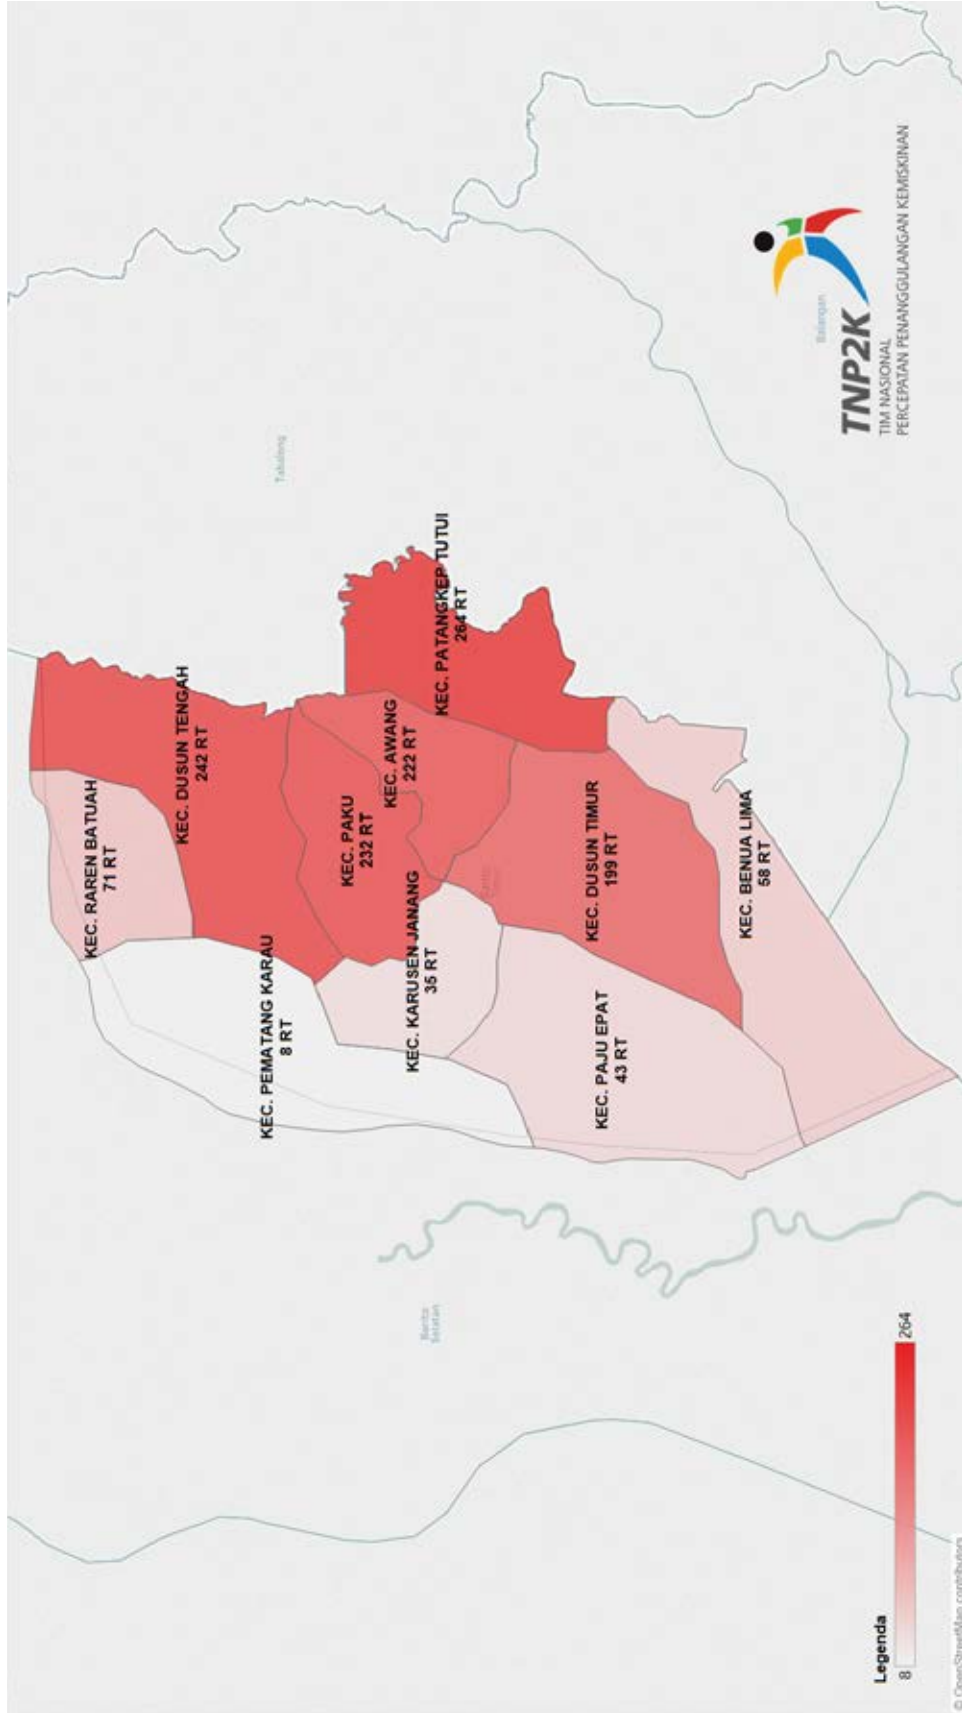 KEC. RAREN BATUAH
71 RT
KEC. DUSUN TENGAH
242 RT
KEC. PEMATANG KARAU
8 RT
Tabalong
KEC. PAKU
232 RT
KEC. AWANG
222 RT
KEC. KARUSEN JANANG
35 RT
KEC. PATANGKEP TUTUI
264 RT
Barito
Selatan
KEC. DUSUN TIMUR
199 RT
KEC. PAJU EPAT
43 RT
KEC. BENUA LIMA
58 RT
Balangan
TNP2K
TIM NASIONAL
PERCEPATAN PENANGGULANGAN KEMISKINAN
Legenda
8
264
© OpenStreetMap contributors